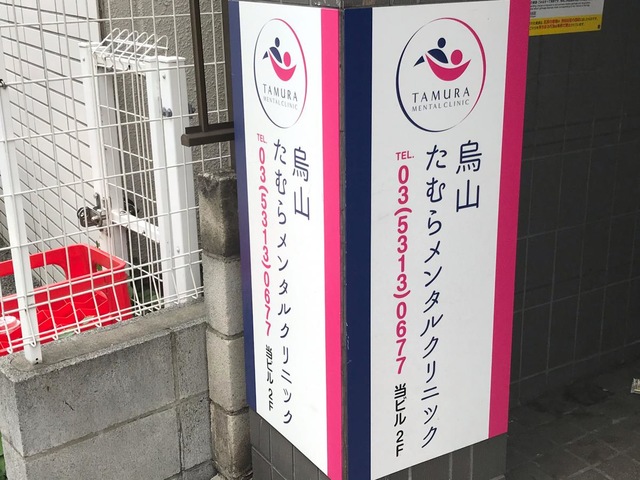 TAMURA
MENTAL CLINIC
烏山
たむらメンタルクリニック
TEL. 03(5313)0677
当ビル2F
TAMURA
MENTAL CLINIC
烏山
たむらメンタルクリニック
TEL. 03(5313)0677
当ビル2F